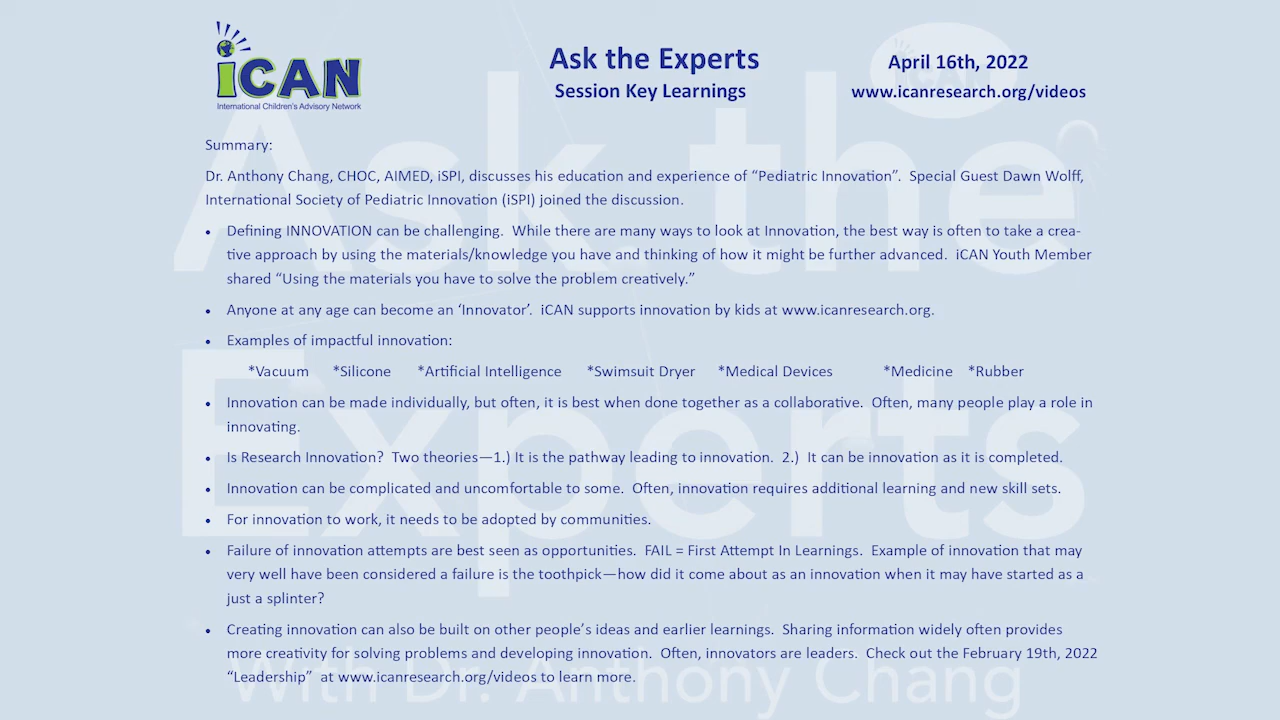 iCAN
International Children's Advisory Network
Ask the Experts
Session Key Learnings
April 16th, 2022
www.icanresearch.org/videos
Summary:
Dr. Anthony Chang, CHOC, AIMED, iSPI, discusses his education and experience of “Pediatric Innovation”.  Special Guest Dawn Wolff,
International Society of Pediatric Innovation (iSPI) joined the discussion.
• Defining INNOVATION can be challenging.  While there are many ways to look at Innovation, the best way is often to take a crea-
tive approach by using the materials/knowledge you have and thinking of how it might be further advanced.  iCAN Youth Member
shared “Using the materials you have to solve the problem creatively.”
• Anyone at any age can become an ‘Innovator’.  iCAN supports innovation by kids at www.icanresearch.org.
• Examples of impactful innovation:
*Vacuum *Silicone *Artificial Intelligence *Swimsuit Dryer *Medical Devices *Medicine *Rubber
• Innovation can be made individually, but often, it is best when done together as a collaborative.  Often, many people play a role in
innovating.
• Is Research Innovation?  Two theories—1.) It is the pathway leading to innovation.  2.)  It can be innovation as it is completed.
• Innovation can be complicated and uncomfortable to some.  Often, innovation requires additional learning and new skill sets.
• For innovation to work, it needs to be adopted by communities.
• Failure of innovation attempts are best seen as opportunities.  FAIL = First Attempt In Learnings.  Example of innovation that may
very well have been considered a failure is the toothpick—how did it come about as an innovation when it may have started as a
just a splinter?
• Creating innovation can also be built on other people’s ideas and earlier learnings.  Sharing information widely often provides
more creativity for solving problems and developing innovation.  Often, innovators are leaders.  Check out the February 19th, 2022
“Leadership”  at www.icanresearch.org/videos to learn more.
Ask the
Experts
With Dr. Anthony Chang